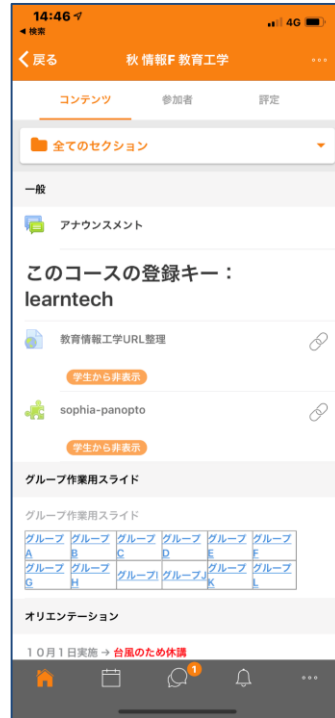 14:46
4G
◀ 検索
戻る
秋 情報F 教育工学
コンテンツ 参加者 評定
全てのセクション
一般
アナウンスメント
このコースの登録キー：
learntech
教育情報工学URL整理
学生から非表示
sophia-panopto
学生から非表示
グループ作業用スライド
グループ作業用スライド
グループA グループB グループC グループD グループE グループF
グループG グループH グループI グループJ グループK グループL
オリエンテーション
１０月１日実施 → 台風のため休講
1